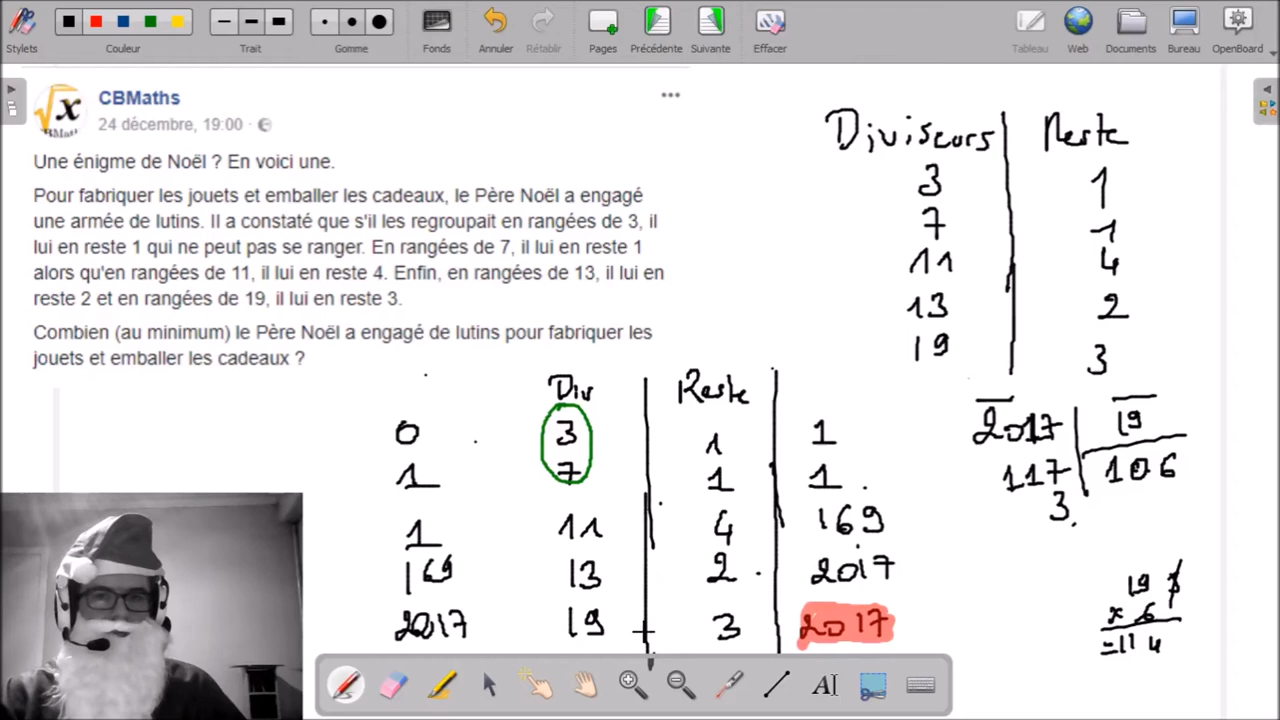 Stylets
Couleur
Trait
Gomme
Fonds
Annuler
Rétablir
Pages
Précédente
Suivante
Effacer
Tableau
Web
Documents
Bureau
OpenBoard
√x
CBMaths
24 décembre, 19:00
Une énigme de Noël ? En voici une.
Pour fabriquer les jouets et emballer les cadeaux, le Père Noël a engagé
une armée de lutins. Il a constaté que s'il les regroupait en rangées de 3, il
lui en reste 1 qui ne peut pas se ranger. En rangées de 7, il lui en reste 1
alors qu'en rangées de 11, il lui en reste 4. Enfin, en rangées de 13, il lui en
reste 2 et en rangées de 19, il lui en reste 3.
Combien (au minimum) le Père Noël a engagé de lutins pour fabriquer les
jouets et emballer les cadeaux ?
Diviseurs Reste
3 1
7 1
11 4
13 2
19 3
Div Reste
0 3 1 1
1 7 1 1
1 11 4 169
169 13 2 2017
2017 19 3 2017
2017 19
117 106
3
19
x 6
=114